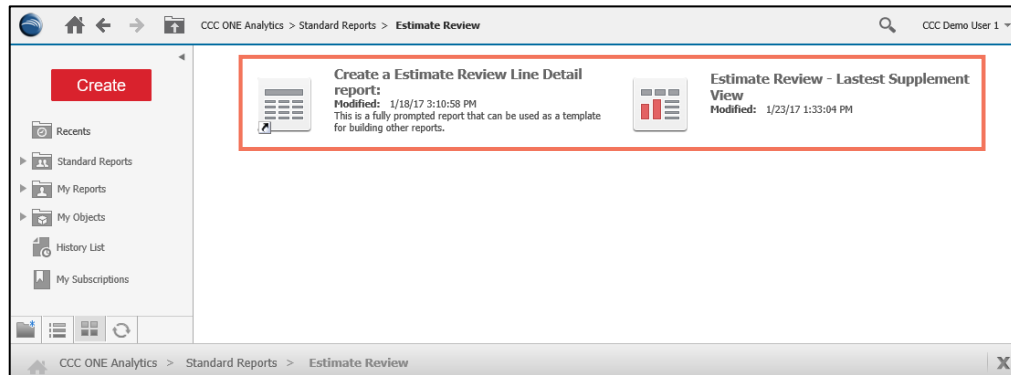 CCC ONE Analytics > Standard Reports > Estimate Review
CCC Demo User 1
Create
Recents
Standard Reports
My Reports
My Objects
History List
My Subscriptions
Create a Estimate Review Line Detail
report:
Modified: 1/18/17 3:10:58 PM
This is a fully prompted report that can be used as a template
for building other reports.
Estimate Review - Lastest Supplement
View
Modified: 1/23/17 1:33:04 PM
CCC ONE Analytics > Standard Reports > Estimate Review
X